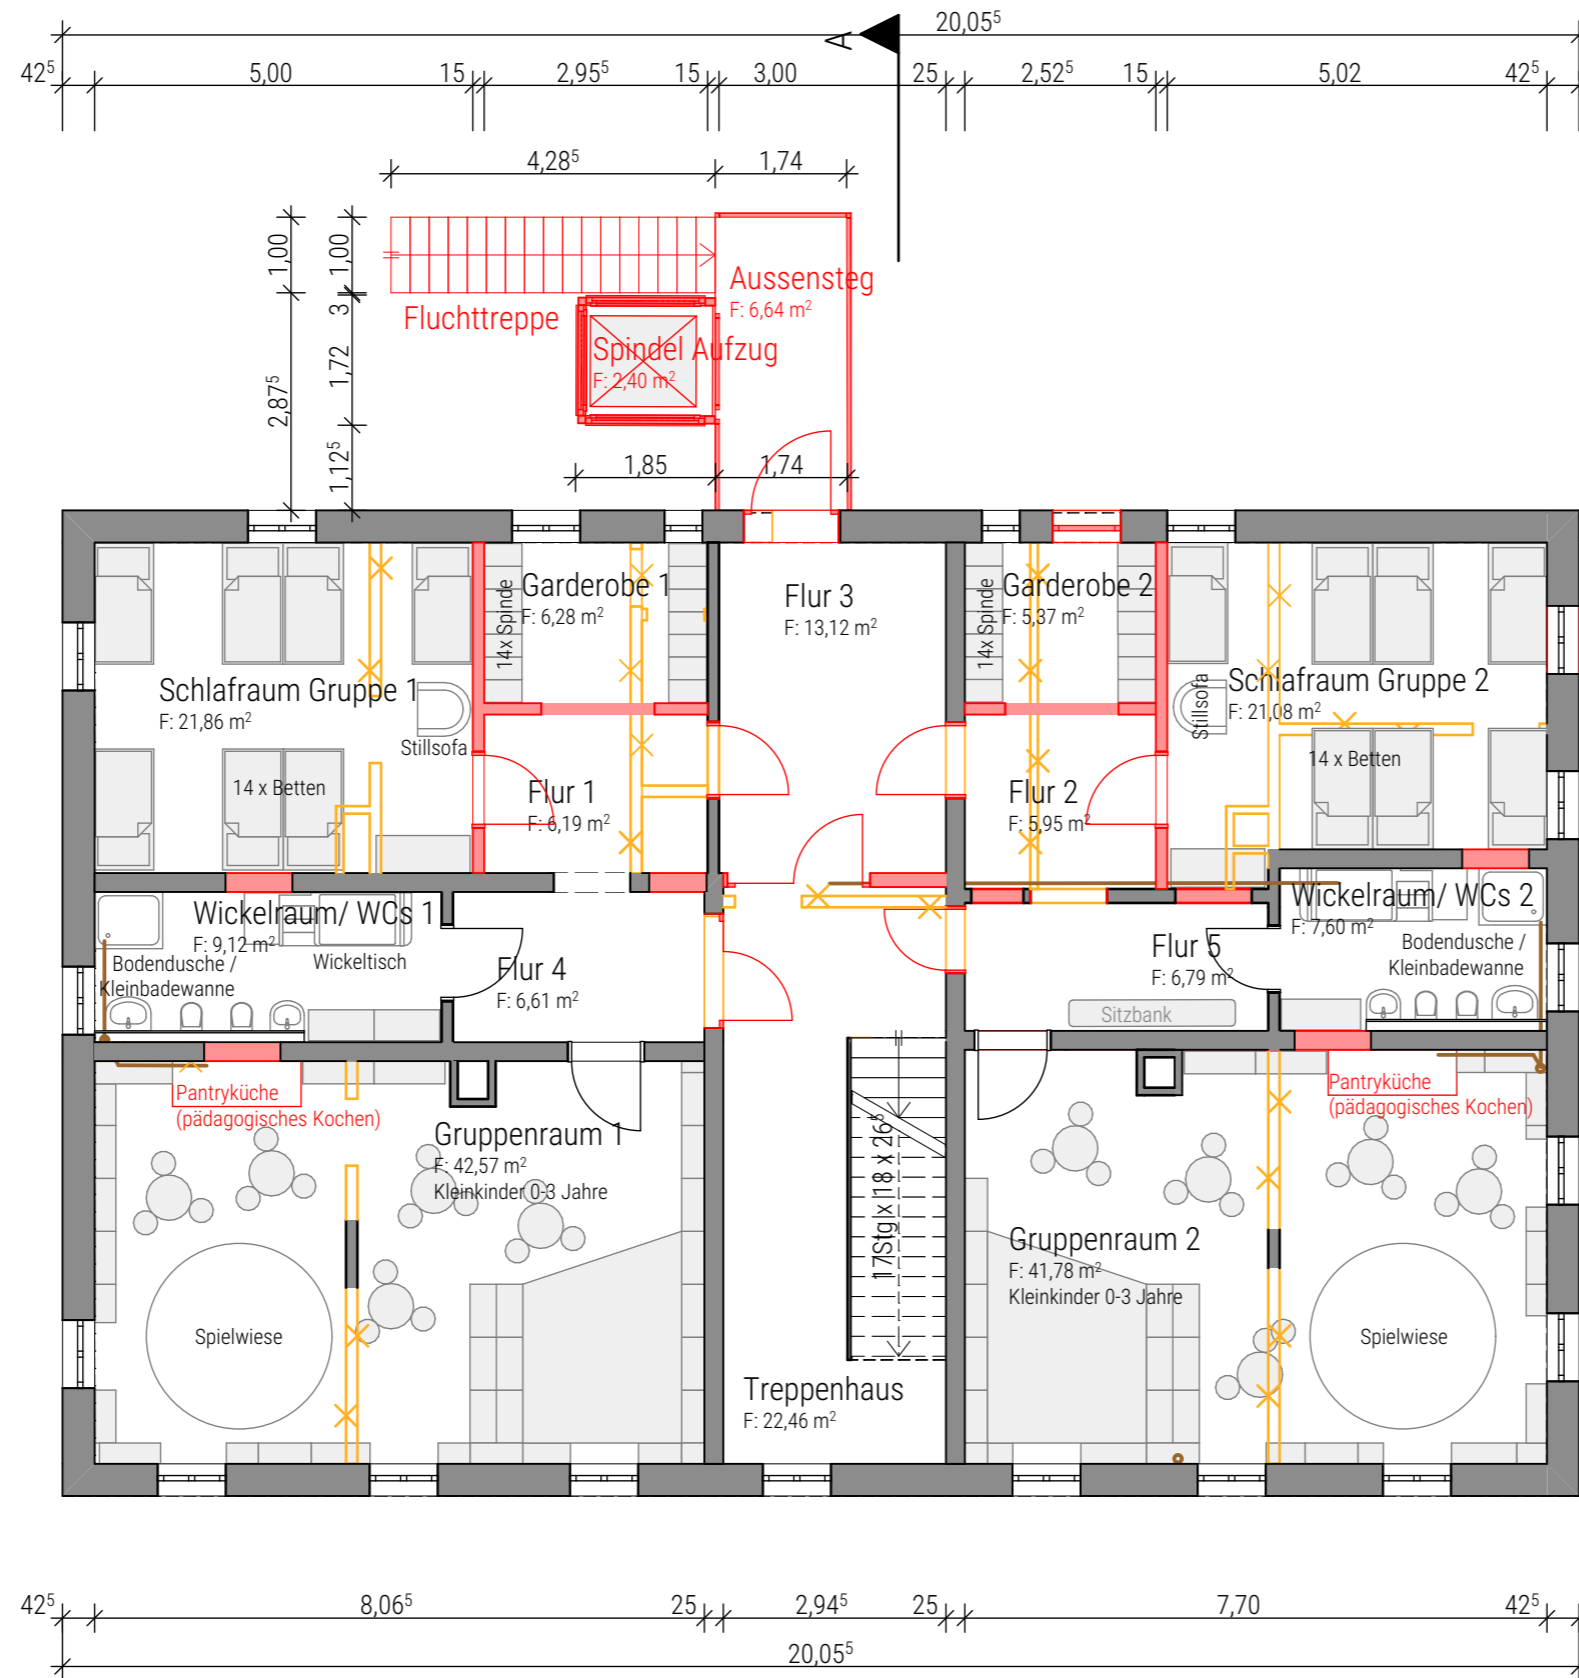 20,05⁵
A
42⁵ 5,00 15 2,95⁵ 15 3,00 25 2,52⁵ 15 5,02 42⁵
4,28⁵ 1,74
1,00
1,00
3
1,72
2,87⁵
1,12⁵
Aussensteg
F: 6,64 m²
Fluchttreppe
Spindel Aufzug
F: 2,40 m²
1,85 1,74
Garderobe 1
F: 6,28 m²
14x Spinde
Flur 3
F: 13,12 m²
Garderobe 2
F: 5,37 m²
14x Spinde
Schlafraum Gruppe 1
F: 21,86 m²
Stillsofa
14 x Betten
Schlafraum Gruppe 2
F: 21,08 m²
Stillsofa
14 x Betten
Flur 1
F: 6,19 m²
Flur 2
F: 5,95 m²
Wickelraum/ WCs 1
F: 9,12 m²
Bodendusche /
Kleinbadewanne
Wickeltisch
Flur 4
F: 6,61 m²
Flur 5
F: 6,79 m²
Sitzbank
Wickelraum/ WCs 2
F: 7,60 m²
Bodendusche /
Kleinbadewanne
Pantryküche
(pädagogisches Kochen)
Pantryküche
(pädagogisches Kochen)
Gruppenraum 1
F: 42,57 m²
Kleinkinder 0-3 Jahre
17Stg x 18 x 26⁵
Gruppenraum 2
F: 41,78 m²
Kleinkinder 0-3 Jahre
Spielwiese
Spielwiese
Treppenhaus
F: 22,46 m²
42⁵ 8,06⁵ 25 2,94⁵ 25 7,70 42⁵
20,05⁵